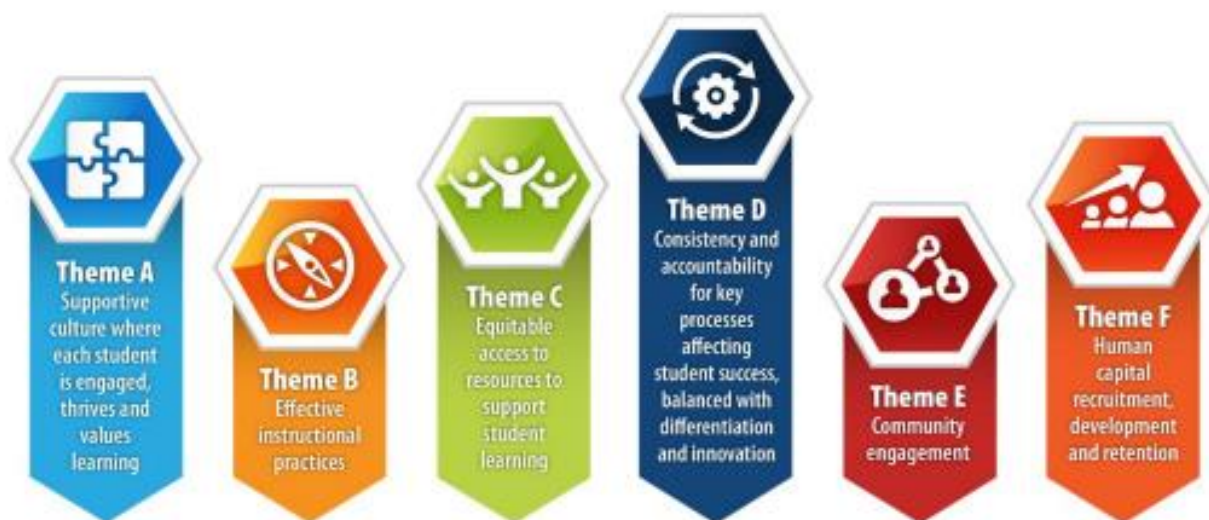 Theme A
Supportive
culture where
each student
is engaged,
thrives and
values
learning
Theme B
Effective
instructional
practices
Theme C
Equitable
access to
resources to
support
student
learning
Theme D
Consistency and
accountability
for key
processes
affecting
student success,
balanced with
differentiation
and innovation
Theme E
Community
engagement
Theme F
Human
capital
recruitment,
development
and retention